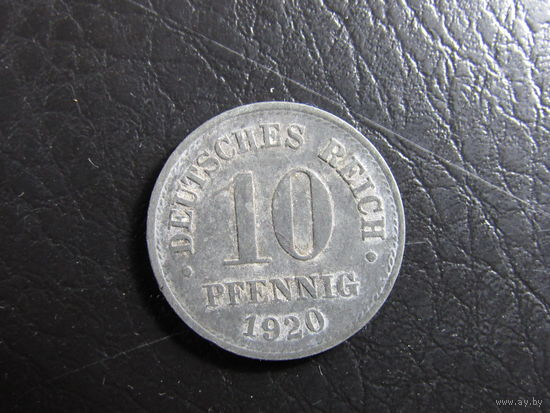 DEUTSCHES REICH
10
PFENNIG
1920
www.ay.by